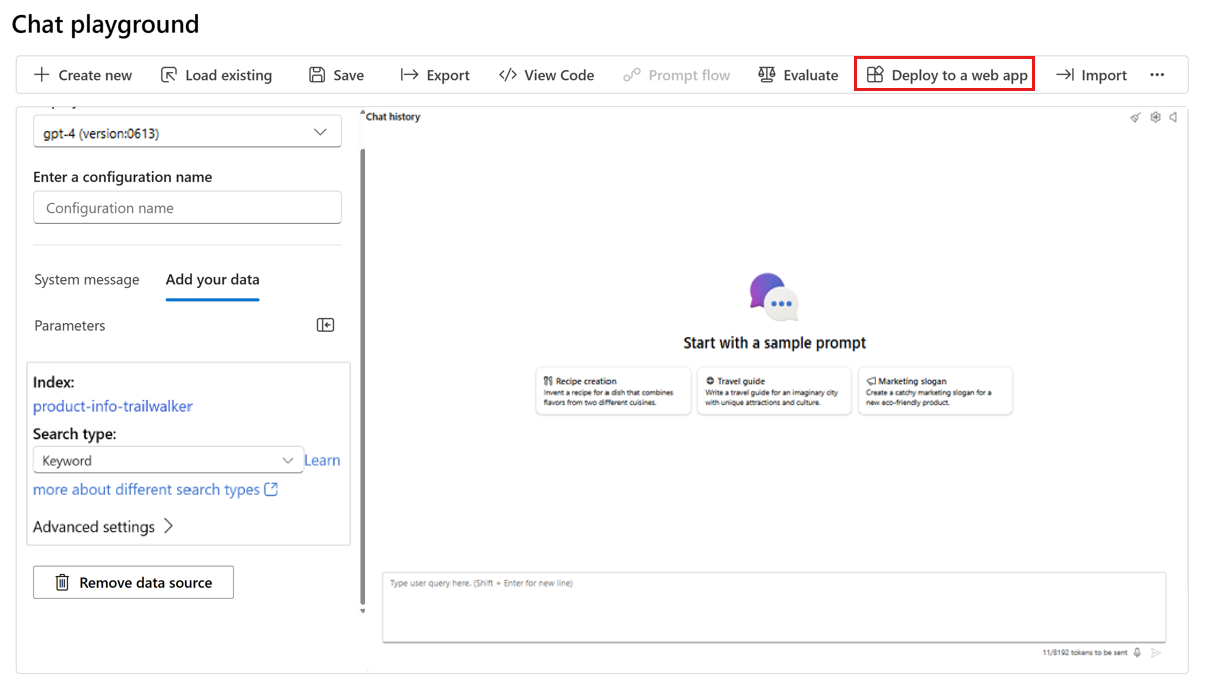 Chat playground
Create new
Load existing
Save
Export
View Code
Prompt flow
Evaluate
Deploy to a web app
Import
gpt-4 (version:0613)
Enter a configuration name
Configuration name
System message
Add your data
Parameters
Index:
product-info-trailwalker
Search type:
Keyword
Learn
more about different search types
Advanced settings
Remove data source
Chat history
Start with a sample prompt
Recipe creation
Invent a recipe for a dish that combines
flavors from two different cuisines.
Travel guide
Write a travel guide for an imaginary city
with unique attractions and culture.
Marketing slogan
Create a catchy marketing slogan for a
new eco-friendly product.
Type user query here. (Shift + Enter for new line)
11/8192 tokens to be sent